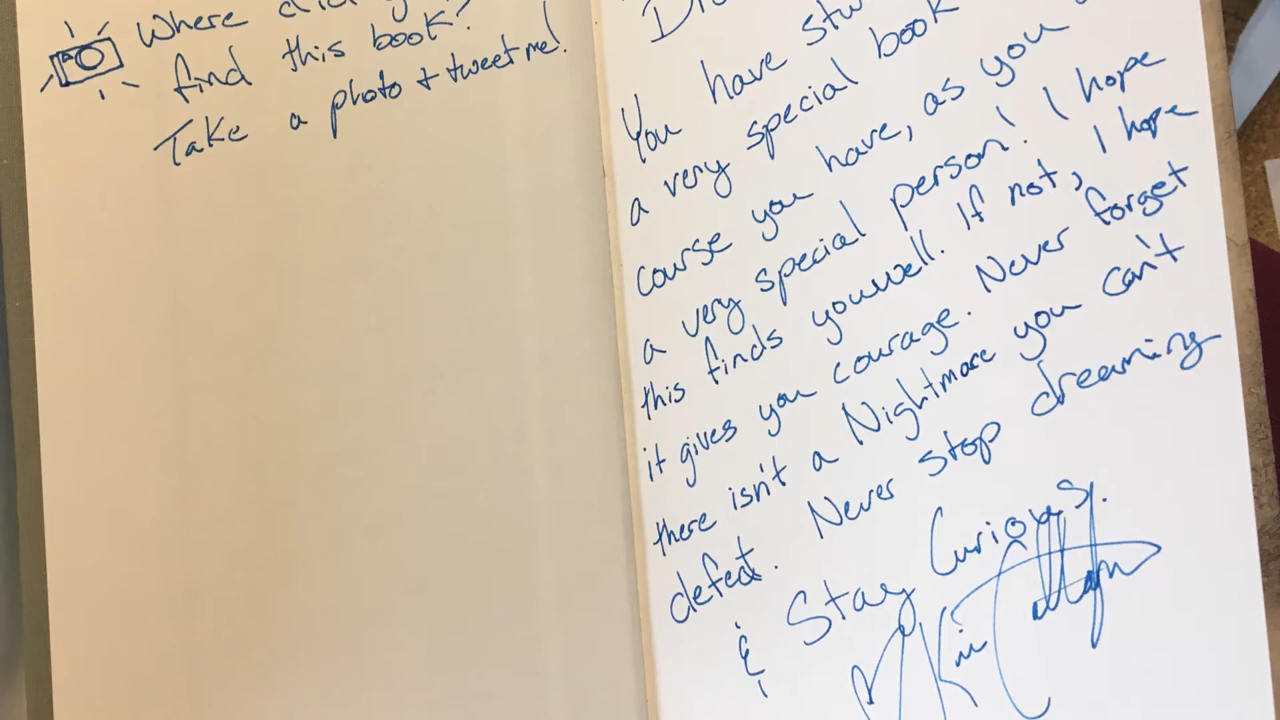 Where did
find this book?
Take a photo + tweet me!
You have stu
a very special book
course you have, as you
a very special person! I hope
this finds you well. If not, I hope
it gives you courage. Never forget
there isn't a Nightmare you can't
defeat. Never stop dreaming
& Stay Curious.